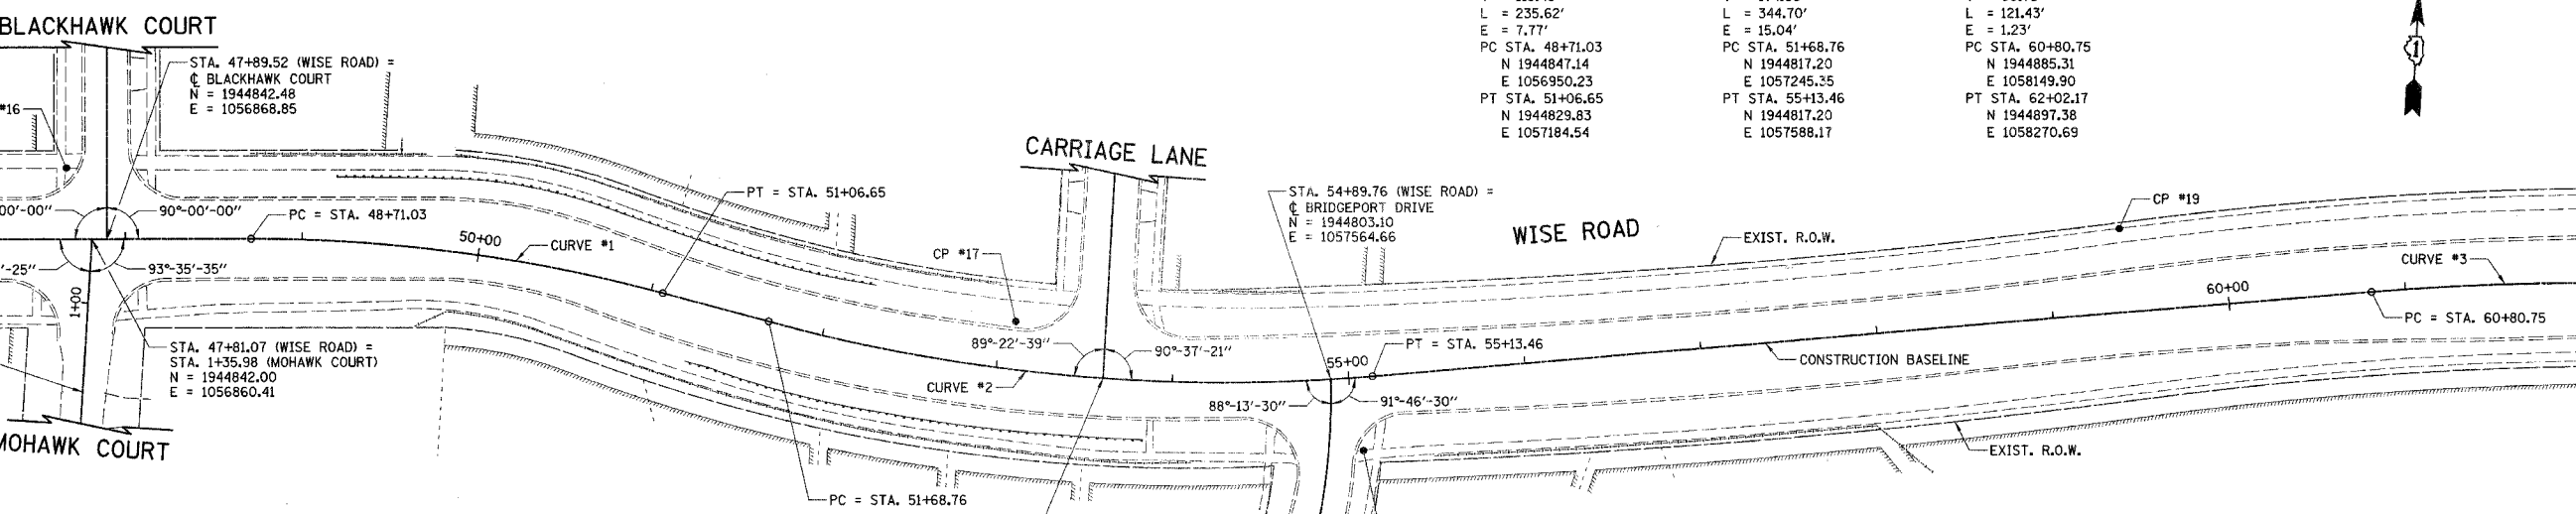 BLACKHAWK COURT
STA. 47+89.52 (WISE ROAD) =
℄ BLACKHAWK COURT
N = 1944842.48
E = 1056868.85
#16
00'-00"
90°-00'-00"
PC = STA. 48+71.03
'-25"
93°-35'-35"
1+00
STA. 47+81.07 (WISE ROAD) =
STA. 1+35.98 (MOHAWK COURT)
N = 1944842.00
E = 1056860.41
MOHAWK COURT
50+00
CURVE #1
PT = STA. 51+06.65
PC = STA. 51+68.76
CARRIAGE LANE
CP #17
89°-22'-39"
90°-37'-21"
CURVE #2
STA. 54+89.76 (WISE ROAD) =
℄ BRIDGEPORT DRIVE
N = 1944803.10
E = 1057564.66
55+00
PT = STA. 55+13.46
88°-13'-30"
91°-46'-30"
WISE ROAD
EXIST. R.O.W.
CONSTRUCTION BASELINE
CP #19
60+00
CURVE #3
PC = STA. 60+80.75
EXIST. R.O.W.
L = 235.62'
E = 7.77'
PC STA. 48+71.03
N 1944847.14
E 1056950.23
PT STA. 51+06.65
N 1944829.83
E 1057184.54
L = 344.70'
E = 15.04'
PC STA. 51+68.76
N 1944817.20
E 1057245.35
PT STA. 55+13.46
N 1944817.20
E 1057588.17
L = 121.43'
E = 1.23'
PC STA. 60+80.75
N 1944885.31
E 1058149.90
PT STA. 62+02.17
N 1944897.38
E 1058270.69